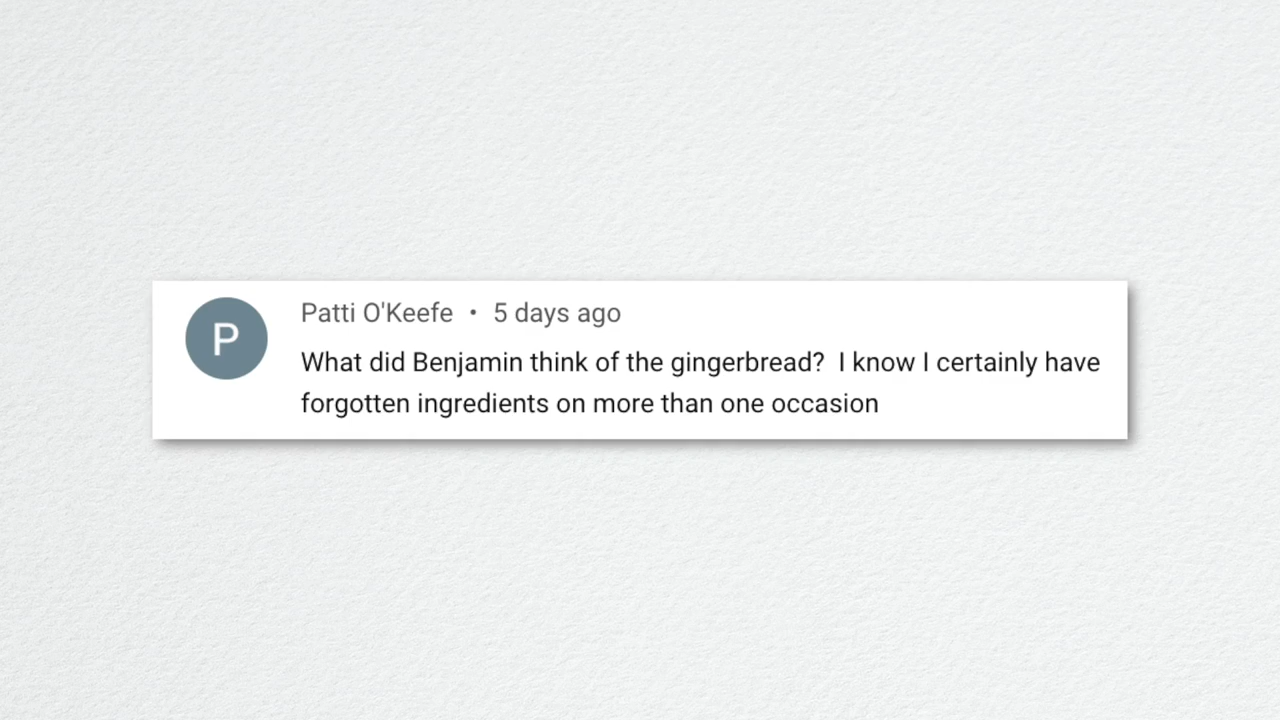 P
Patti O'Keefe • 5 days ago
What did Benjamin think of the gingerbread?  I know I certainly have
forgotten ingredients on more than one occasion